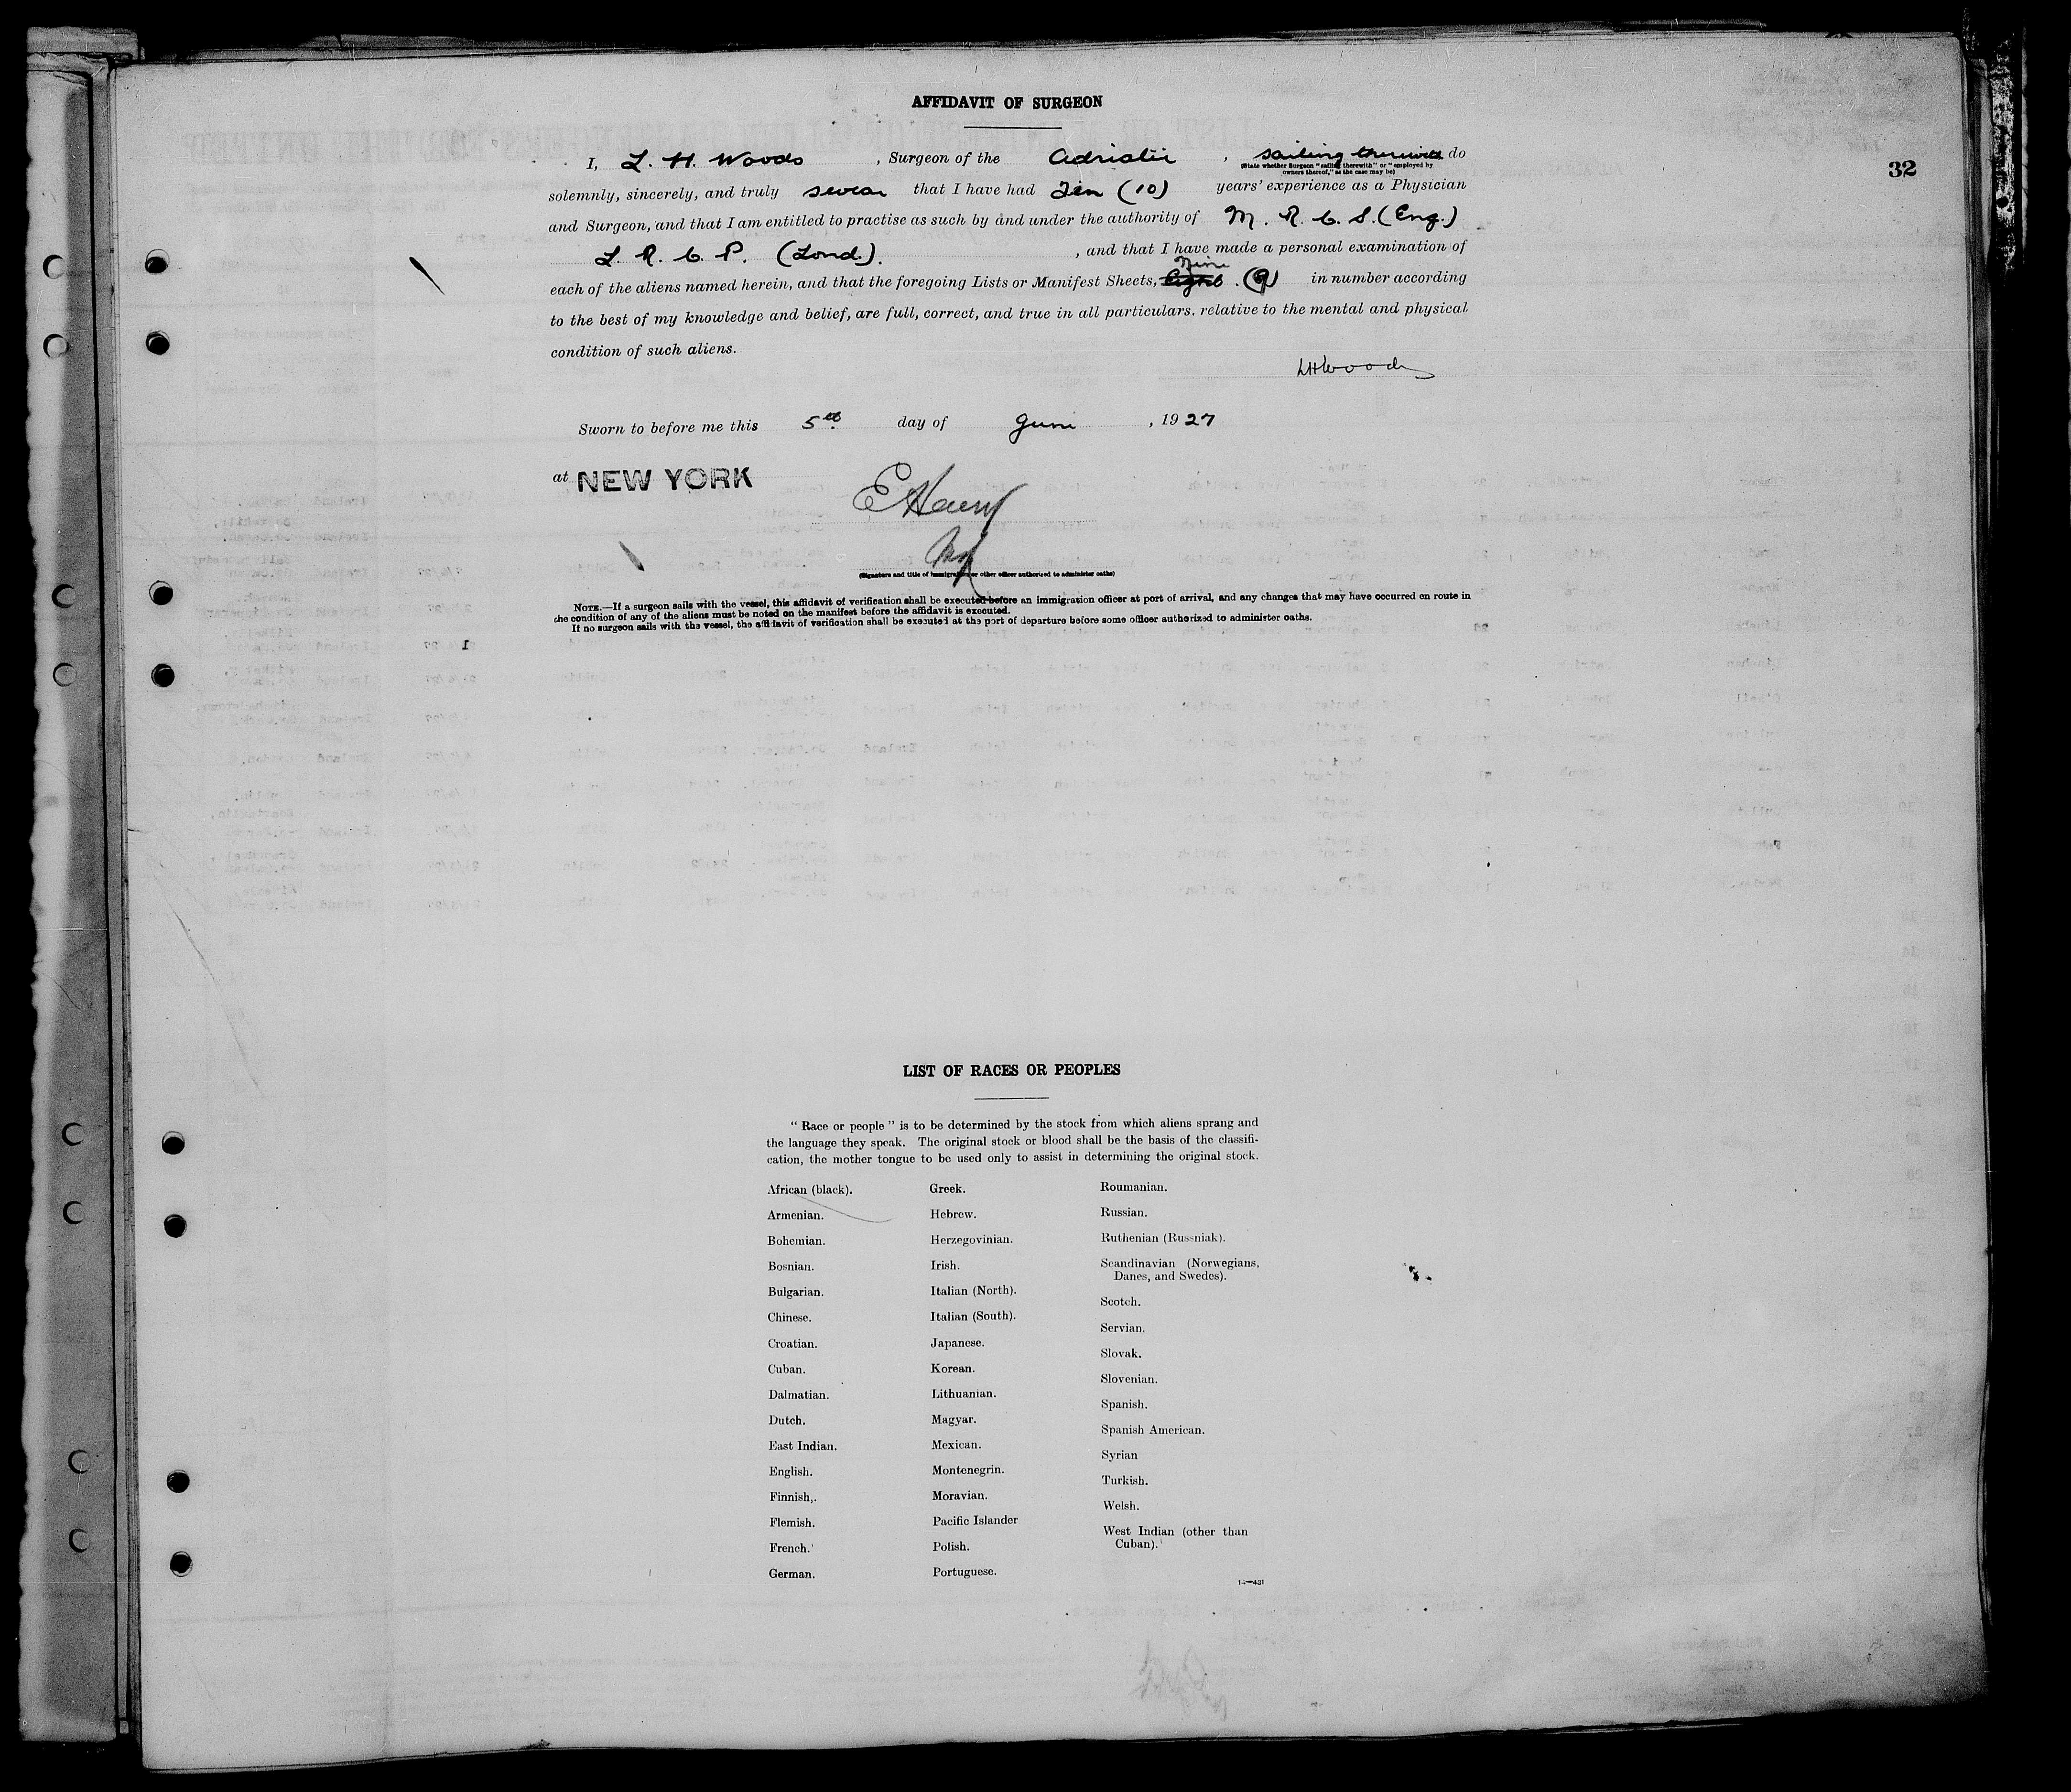 AFFIDAVIT OF SURGEON
32
I, L. H. Woods, Surgeon of the Adriatic, sailing therewith do
(State whether Surgeon "sailing therewith" or "employed by
owners thereof," as the case may be)
solemnly, sincerely, and truly swear that I have had Ten (10) years' experience as a Physician
and Surgeon, and that I am entitled to practise as such by and under the authority of M. R. C. S. (Eng.)
L. R. C. P. (Lond.). , and that I have made a personal examination of
Nine
each of the aliens named herein, and that the foregoing Lists or Manifest Sheets, Eight . (9) in number according
to the best of my knowledge and belief, are full, correct, and true in all particulars. relative to the mental and physical
condition of such aliens.
LHWoods
Sworn to before me this 5th day of June, 1927
at NEW YORK
(Signature and title of immigration or other officer authorized to administer oaths)
NOTE.—If a surgeon sails with the vessel, this affidavit of verification shall be executed before an immigration officer at port of arrival, and any changes that may have occurred en route in
the condition of any of the aliens must be noted on the manifest before the affidavit is executed.
If no surgeon sails with the vessel, the affidavit of verification shall be executed at the port of departure before some officer authorized to administer oaths.
LIST OF RACES OR PEOPLES
"Race or people" is to be determined by the stock from which aliens sprang and
the language they speak. The original stock or blood shall be the basis of the classifi-
cation, the mother tongue to be used only to assist in determining the original stock.
African (black).
Armenian.
Bohemian.
Bosnian.
Bulgarian.
Chinese.
Croatian.
Cuban.
Dalmatian.
Dutch.
East Indian.
English.
Finnish,.
Flemish.
French.
German.
Greek.
Hebrew.
Herzegovinian.
Irish.
Italian (North).
Italian (South).
Japanese.
Korean.
Lithuanian.
Magyar.
Mexican.
Montenegrin.
Moravian.
Pacific Islander
Polish.
Portuguese.
Roumanian.
Russian.
Ruthenian (Russniak).
Scandinavian (Norwegians,
Danes, and Swedes).
Scotch.
Servian.
Slovak.
Slovenian.
Spanish.
Spanish American.
Syrian
Turkish.
Welsh.
West Indian (other than
Cuban).